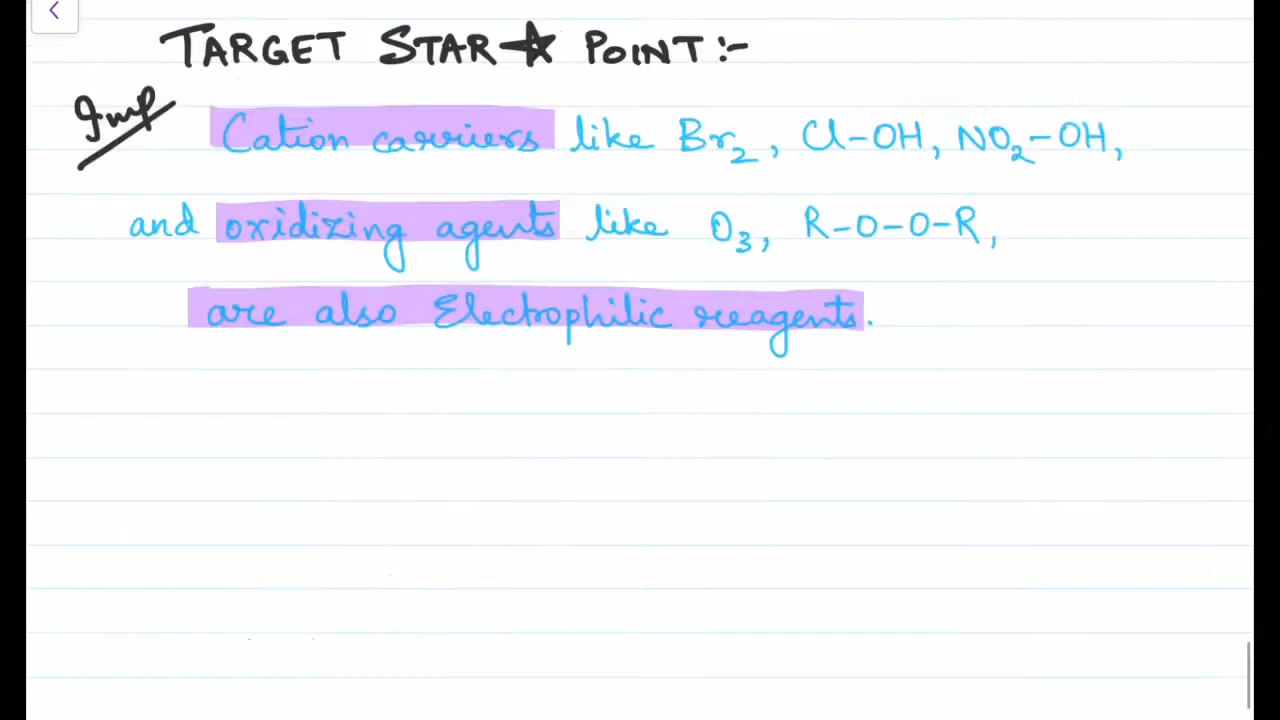 TARGET STAR★ POINT :-
Imp
Cation carriers like Br₂, Cl-OH, NO₂-OH,
and oxidizing agents like O₃, R-O-O-R,
are also Electrophilic reagents.